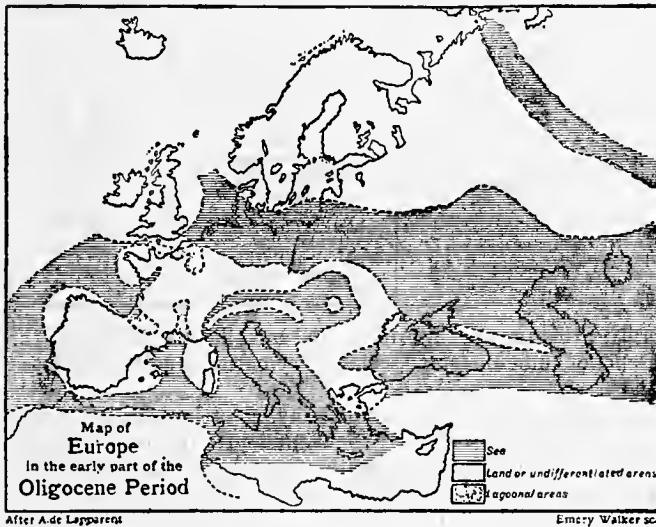 Map of
Europe
in the early part of the
Oligocene Period
Sea
Land or undifferentiated areas
Lagoonal areas
After A.de Lapparent
Emery Walker sc.